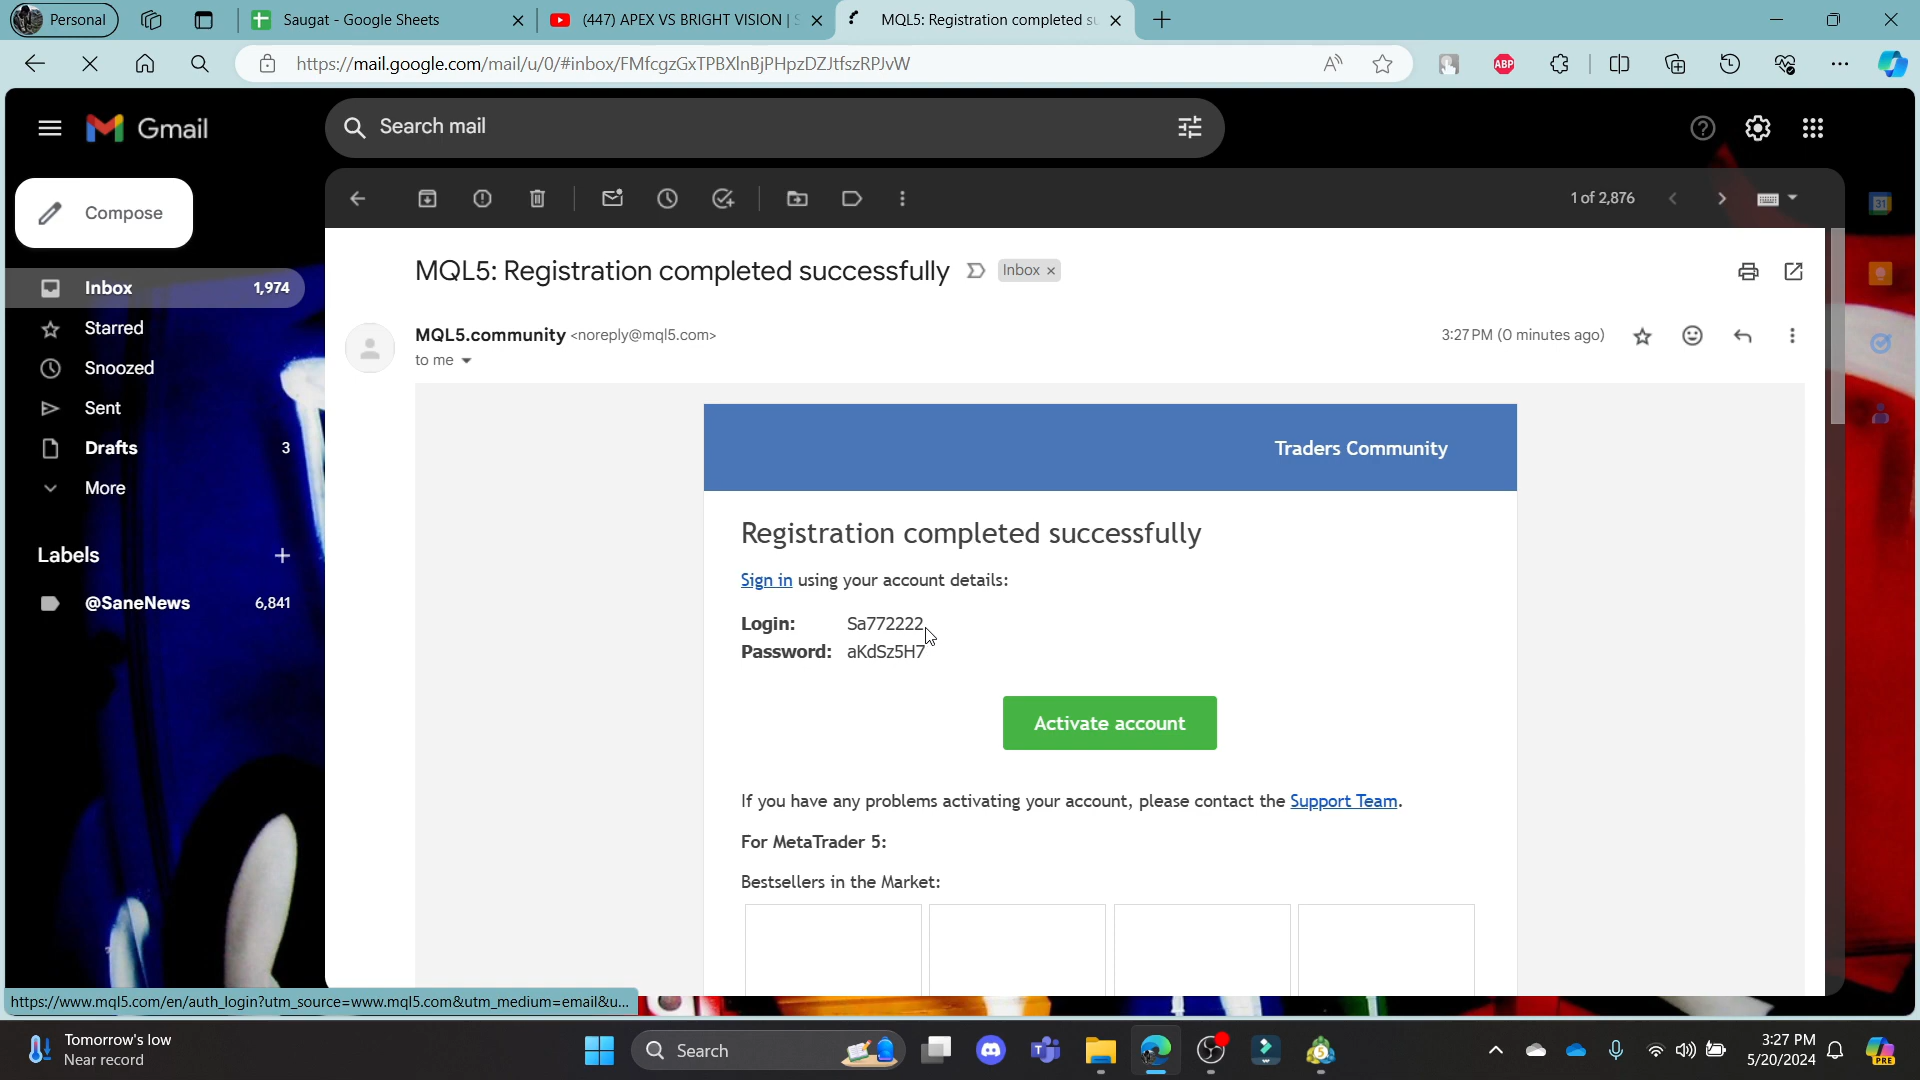 Personal
Saugat - Google Sheets
(447) APEX VS BRIGHT VISION | S
MQL5: Registration completed su
https://mail.google.com/mail/u/0/#inbox/FMfcgzGxTPBXlnBjPHpzDZJtfszRPJvW
ABP
Gmail
Search mail
Compose
1 of 2,876
31
Inbox 1,974
Starred
Snoozed
Sent
Drafts 3
More
Labels
@SaneNews 6,841
MQL5: Registration completed successfully
Inbox ×
MQL5.community <noreply@mql5.com>
3:27 PM (0 minutes ago)
to me
Traders Community
Registration completed successfully
Sign in using your account details:
Login: Sa772222
Password: aKdSz5H7
Activate account
If you have any problems activating your account, please contact the Support Team.
For MetaTrader 5:
Bestsellers in the Market:
https://www.mql5.com/en/auth_login?utm_source=www.mql5.com&utm_medium=email&u...
Tomorrow's low
Near record
Search
3:27 PM
5/20/2024
PRE